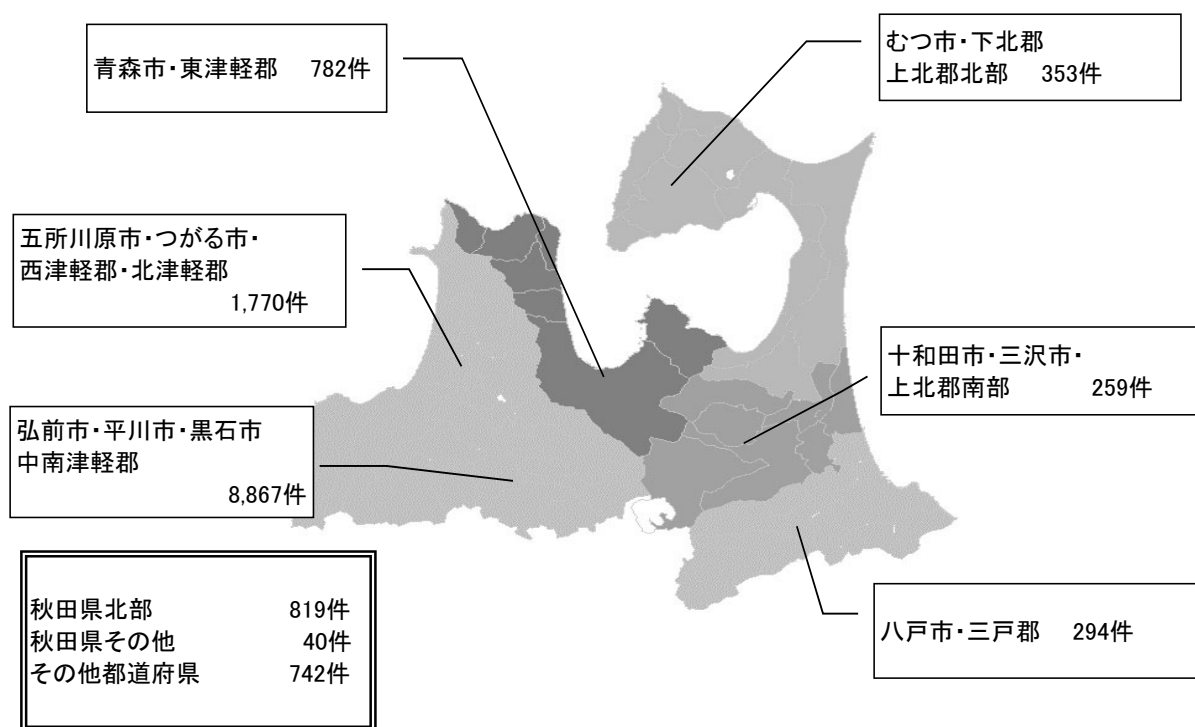 青森市・東津軽郡　782件
むつ市・下北郡
上北郡北部　353件
五所川原市・つがる市・
西津軽郡・北津軽郡
1,770件
十和田市・三沢市・
上北郡南部　259件
弘前市・平川市・黒石市
中南津軽郡
8,867件
秋田県北部　819件
秋田県その他　40件
その他都道府県　742件
八戸市・三戸郡　294件